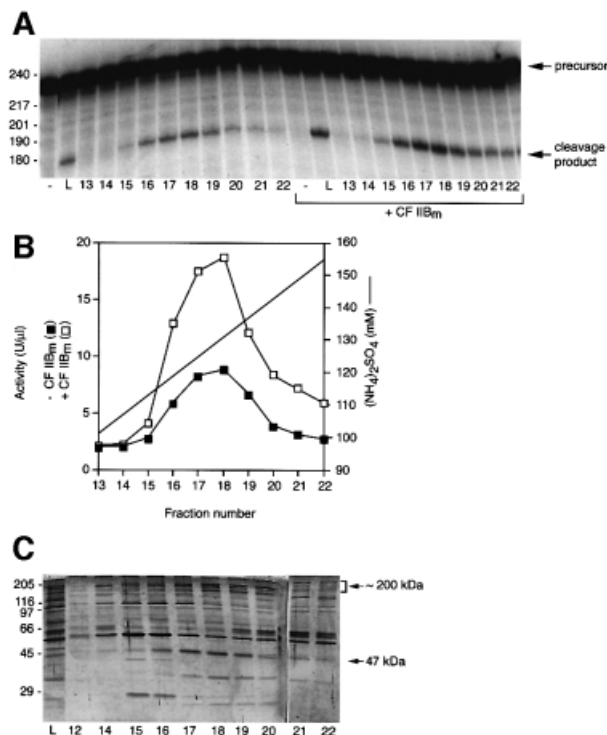 A
240 -
217 -
201 -
190 -
180 -
precursor
cleavage
product
- L 13 14 15 16 17 18 19 20 21 22 - L 13 14 15 16 17 18 19 20 21 22
+ CF IIBm
B
Activity (U/µl)
- CF IIBm (■)
+ CF IIBm (□)
20
15
10
5
0
160
150
140
130
120
110
100
90
(NH4)2SO4 (mM) —
13 14 15 16 17 18 19 20 21 22
Fraction number
C
205 -
116 -
97 -
66 -
45 -
29 -
~ 200 kDa
47 kDa
L 12 14 15 16 17 18 19 20 21 22